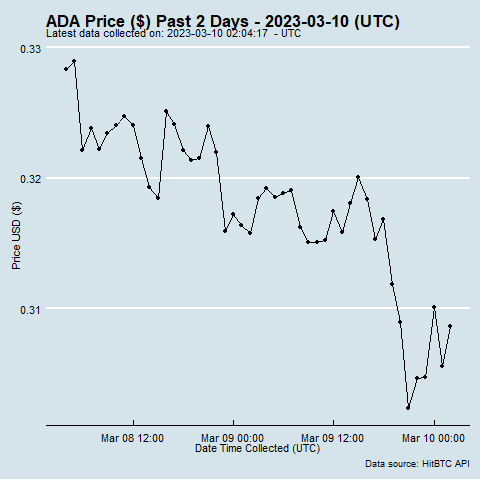 ADA Price ($) Past 2 Days - 2023-03-10 (UTC)
Latest data collected on: 2023-03-10 02:04:17 - UTC
0.33
0.32
0.31
Price USD ($)
Mar 08 12:00 Mar 09 00:00 Mar 09 12:00 Mar 10 00:00
Date Time Collected (UTC)
Data source: HitBTC API